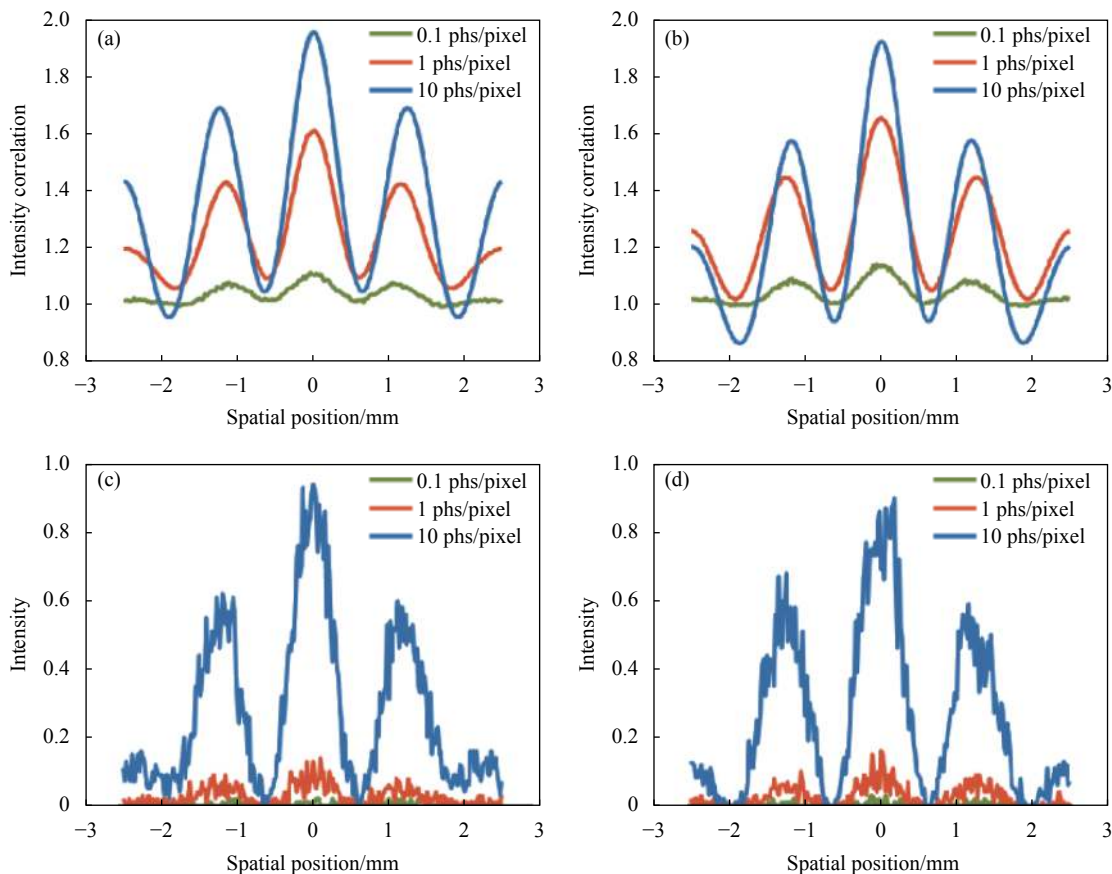 (a)
0.1 phs/pixel
1 phs/pixel
10 phs/pixel
Intensity correlation
2.0
1.8
1.6
1.4
1.2
1.0
0.8
−3 −2 −1 0 1 2 3
Spatial position/mm
(b)
0.1 phs/pixel
1 phs/pixel
10 phs/pixel
Intensity correlation
2.0
1.8
1.6
1.4
1.2
1.0
0.8
−3 −2 −1 0 1 2 3
Spatial position/mm
(c)
0.1 phs/pixel
1 phs/pixel
10 phs/pixel
Intensity
1.0
0.8
0.6
0.4
0.2
0
−3 −2 −1 0 1 2 3
Spatial position/mm
(d)
0.1 phs/pixel
1 phs/pixel
10 phs/pixel
Intensity
1.0
0.8
0.6
0.4
0.2
0
−3 −2 −1 0 1 2 3
Spatial position/mm